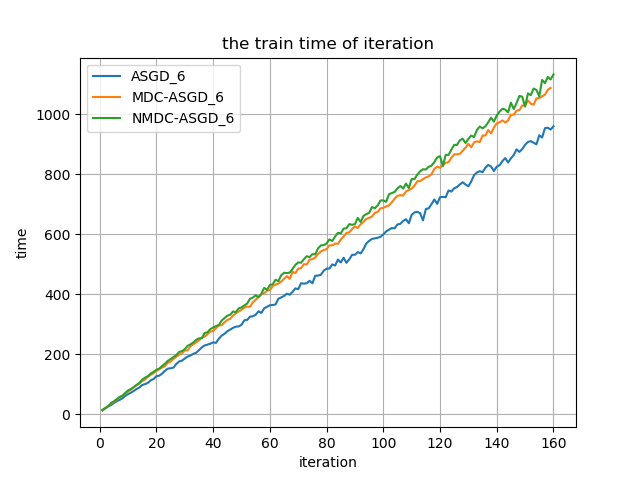 the train time of iteration
ASGD_6
MDC-ASGD_6
NMDC-ASGD_6
time
1000
800
600
400
200
0
0 20 40 60 80 100 120 140 160
iteration